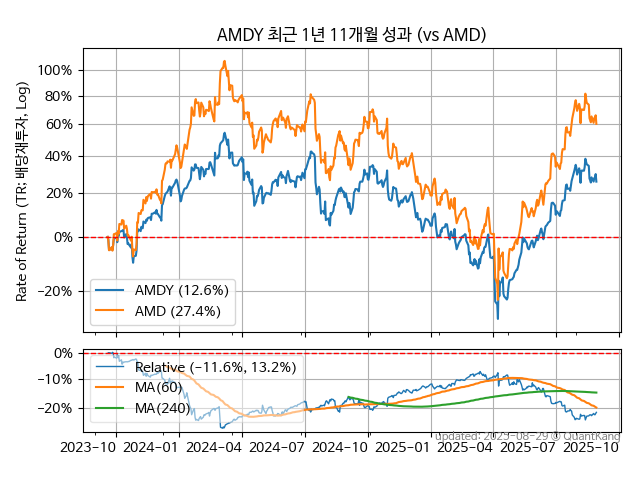 AMDY 최근 1년 11개월 성과 (vs AMD)
Rate of Return (TR: 배당재투자, Log)
100%
80%
60%
40%
20%
0%
−20%
AMDY (12.6%)
AMD (27.4%)
0%
−10%
−20%
Relative (−11.6%, 13.2%)
MA(60)
MA(240)
updated: 2025-08-29 © QuantKang
2023-10 2024-01 2024-04 2024-07 2024-10 2025-01 2025-04 2025-07 2025-10